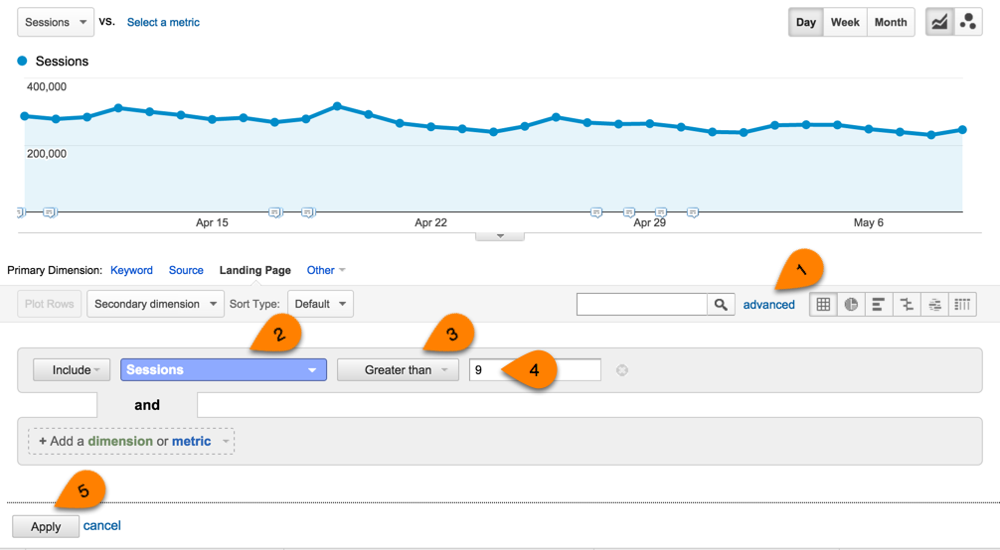 Sessions vs. Select a metric Day Week Month
Sessions
400,000
200,000
Apr 15 Apr 22 Apr 29 May 6
Primary Dimension: Keyword Source Landing Page Other
Plot Rows Secondary dimension Sort Type: Default advanced
1
2 3
Include Sessions Greater than 9 4
and
+ Add a dimension or metric
5
Apply cancel